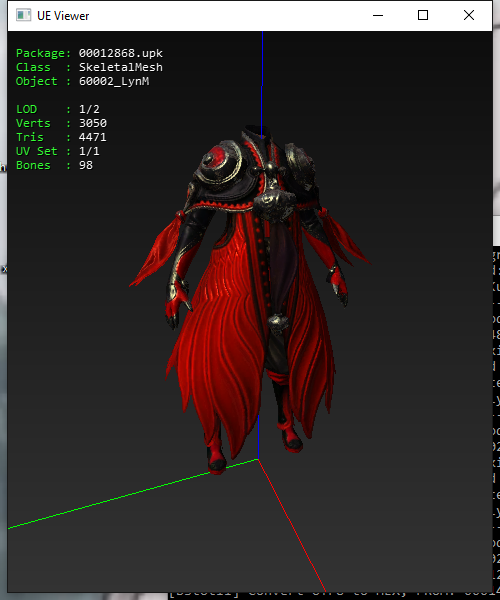 UE Viewer
Package: 00012868.upk
Class : SkeletalMesh
Object : 60002_LynM
LOD : 1/2
Verts : 3050
Tris : 4471
UV Set : 1/1
Bones : 98